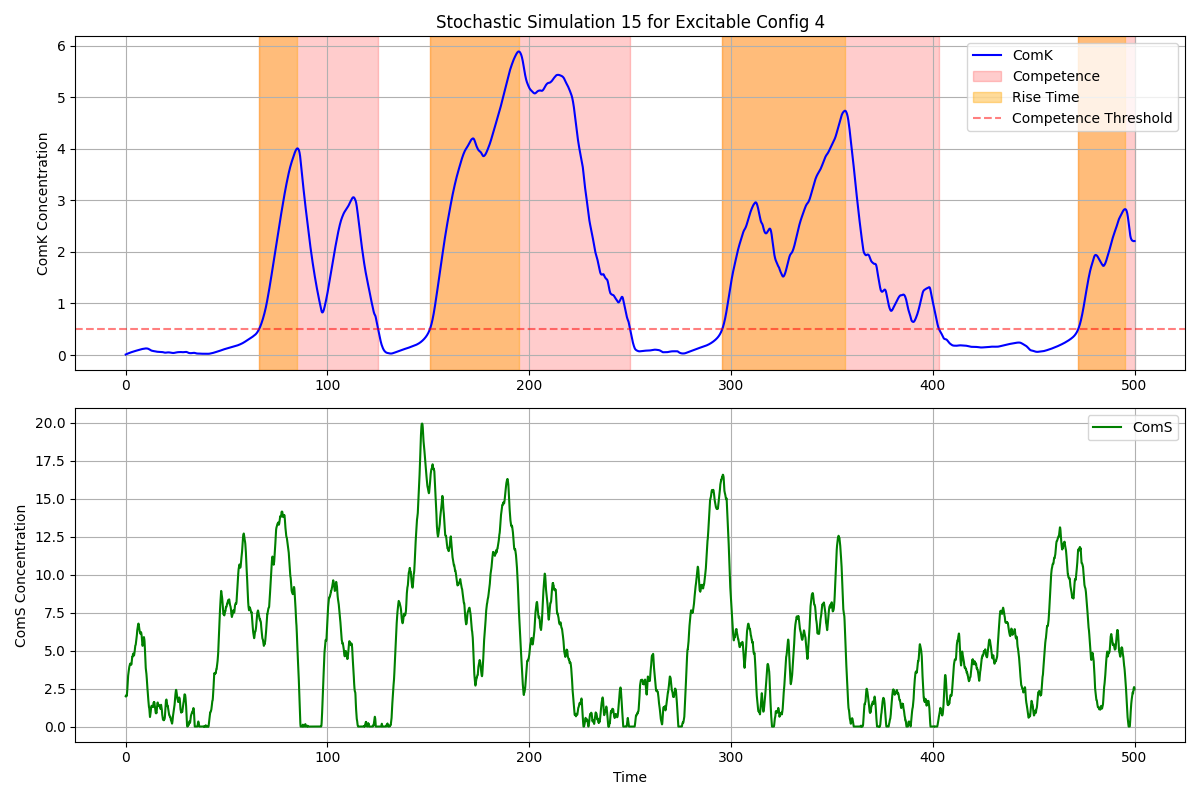 Stochastic Simulation 15 for Excitable Config 4
ComK Concentration
6
5
4
3
2
1
0
0 100 200 300 400 500
ComK
Competence
Rise Time
Competence Threshold
ComS Concentration
20.0
17.5
15.0
12.5
10.0
7.5
5.0
2.5
0.0
0 100 200 300 400 500
Time
ComS